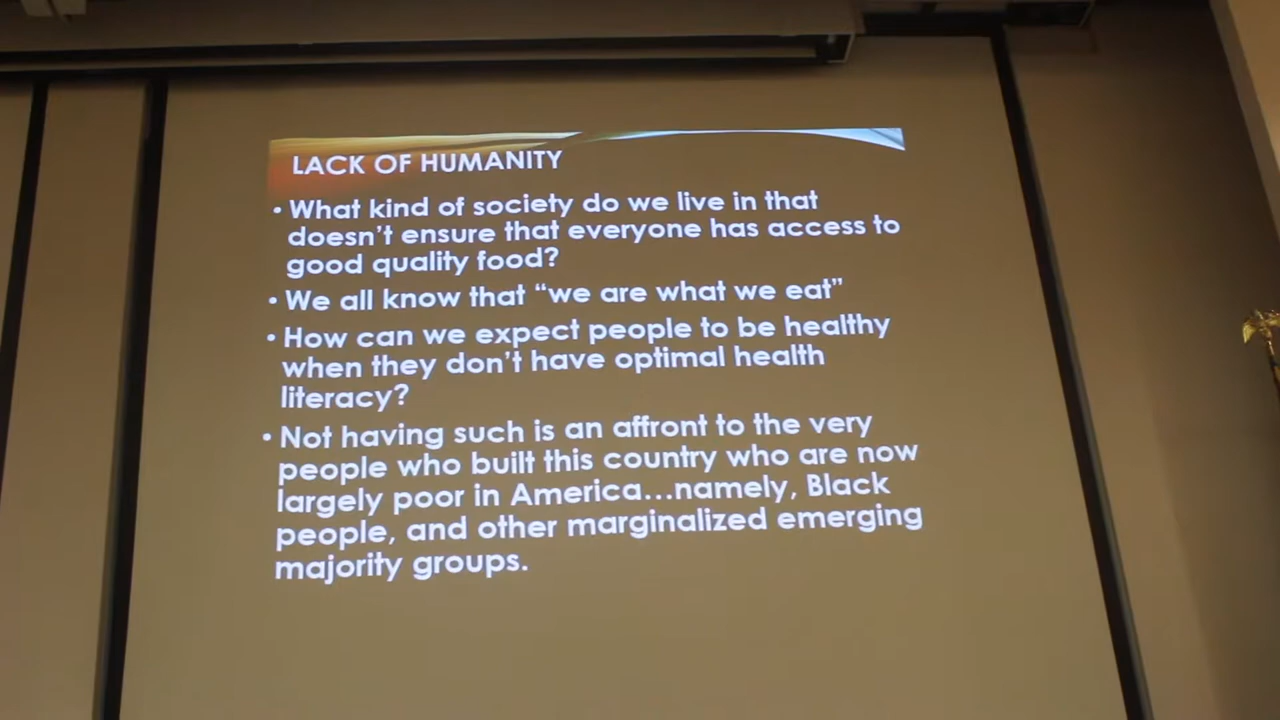 LACK OF HUMANITY
• What kind of society do we live in that
doesn't ensure that everyone has access to
good quality food?
• We all know that “we are what we eat”
• How can we expect people to be healthy
when they don't have optimal health
literacy?
• Not having such is an affront to the very
people who built this country who are now
largely poor in America...namely, Black
people, and other marginalized emerging
majority groups.